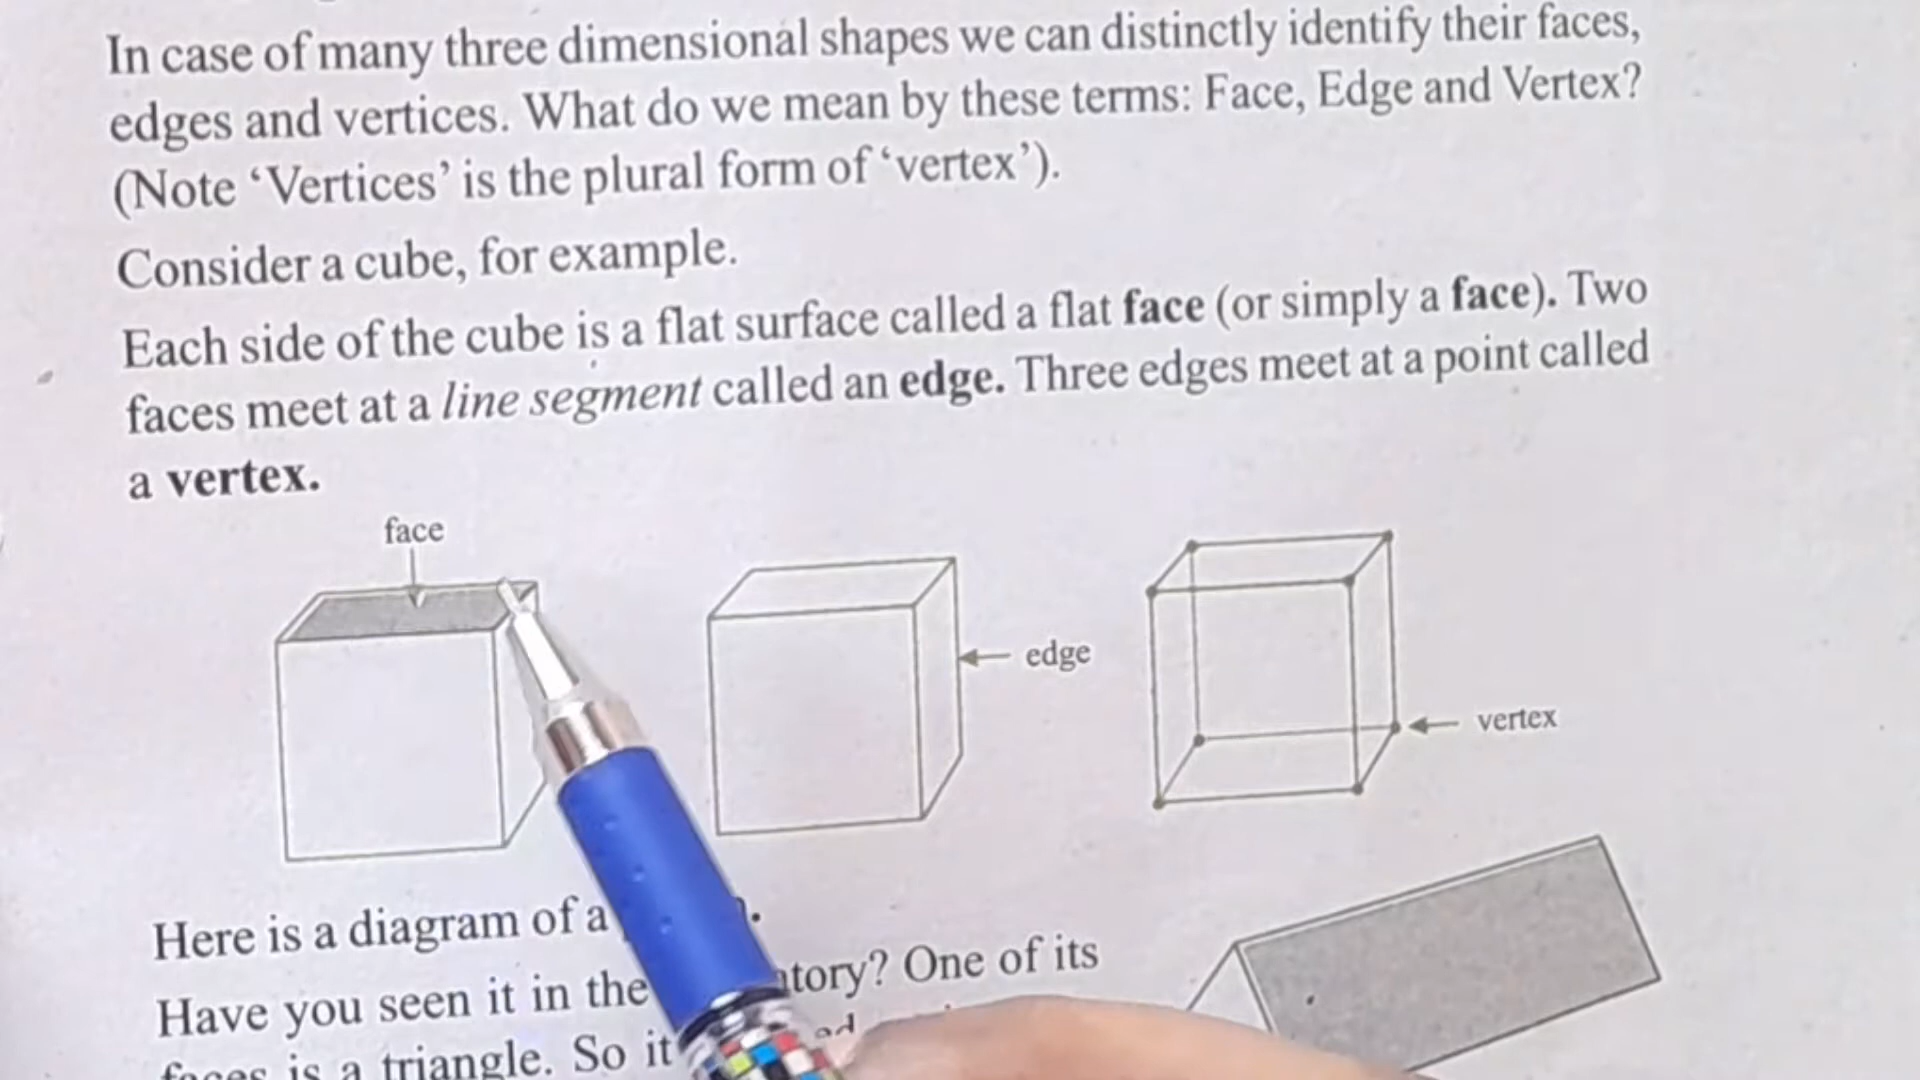 In case of many three dimensional shapes we can distinctly identify their faces,
edges and vertices. What do we mean by these terms: Face, Edge and Vertex?
(Note ‘Vertices’ is the plural form of ‘vertex’).
Consider a cube, for example.
Each side of the cube is a flat surface called a flat face (or simply a face). Two
faces meet at a line segment called an edge. Three edges meet at a point called
a vertex.
face
edge
vertex
Here is a diagram of a
Have you seen it in the One of its
faces is a triangle. So it